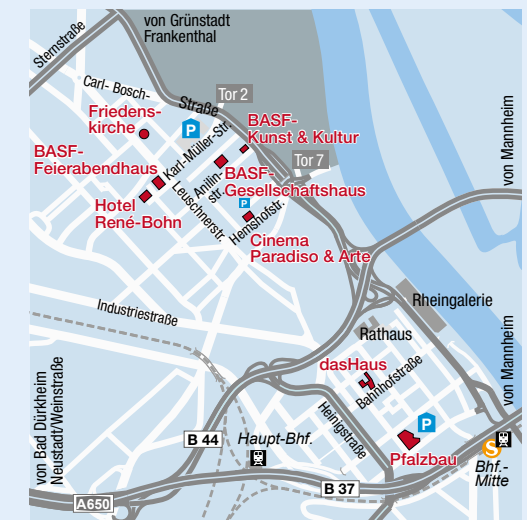 von Grünstadt
Frankenthal
Sternstraße
Carl- Bosch-
Straße
Tor 2
Friedens-
kirche
P
BASF-
Kunst & Kultur
BASF-
Feierabendhaus
Karl-Müller-Str.
Tor 7
Anilin-
str.
BASF-
Gesellschaftshaus
Leuschnerstr.
P
Hemshofstr.
Hotel
René-Bohn
Cinema
Paradiso & Arte
von Mannheim
Industriestraße
Rheingalerie
Rathaus
dasHaus
Bahnhofstraße
von Mannheim
von Bad Dürkheim
Neustadt/Weinstraße
Heinigstraße
P
B 44
Haupt-Bhf.
Pfalzbau
S
Bhf.-
Mitte
B 37
A650